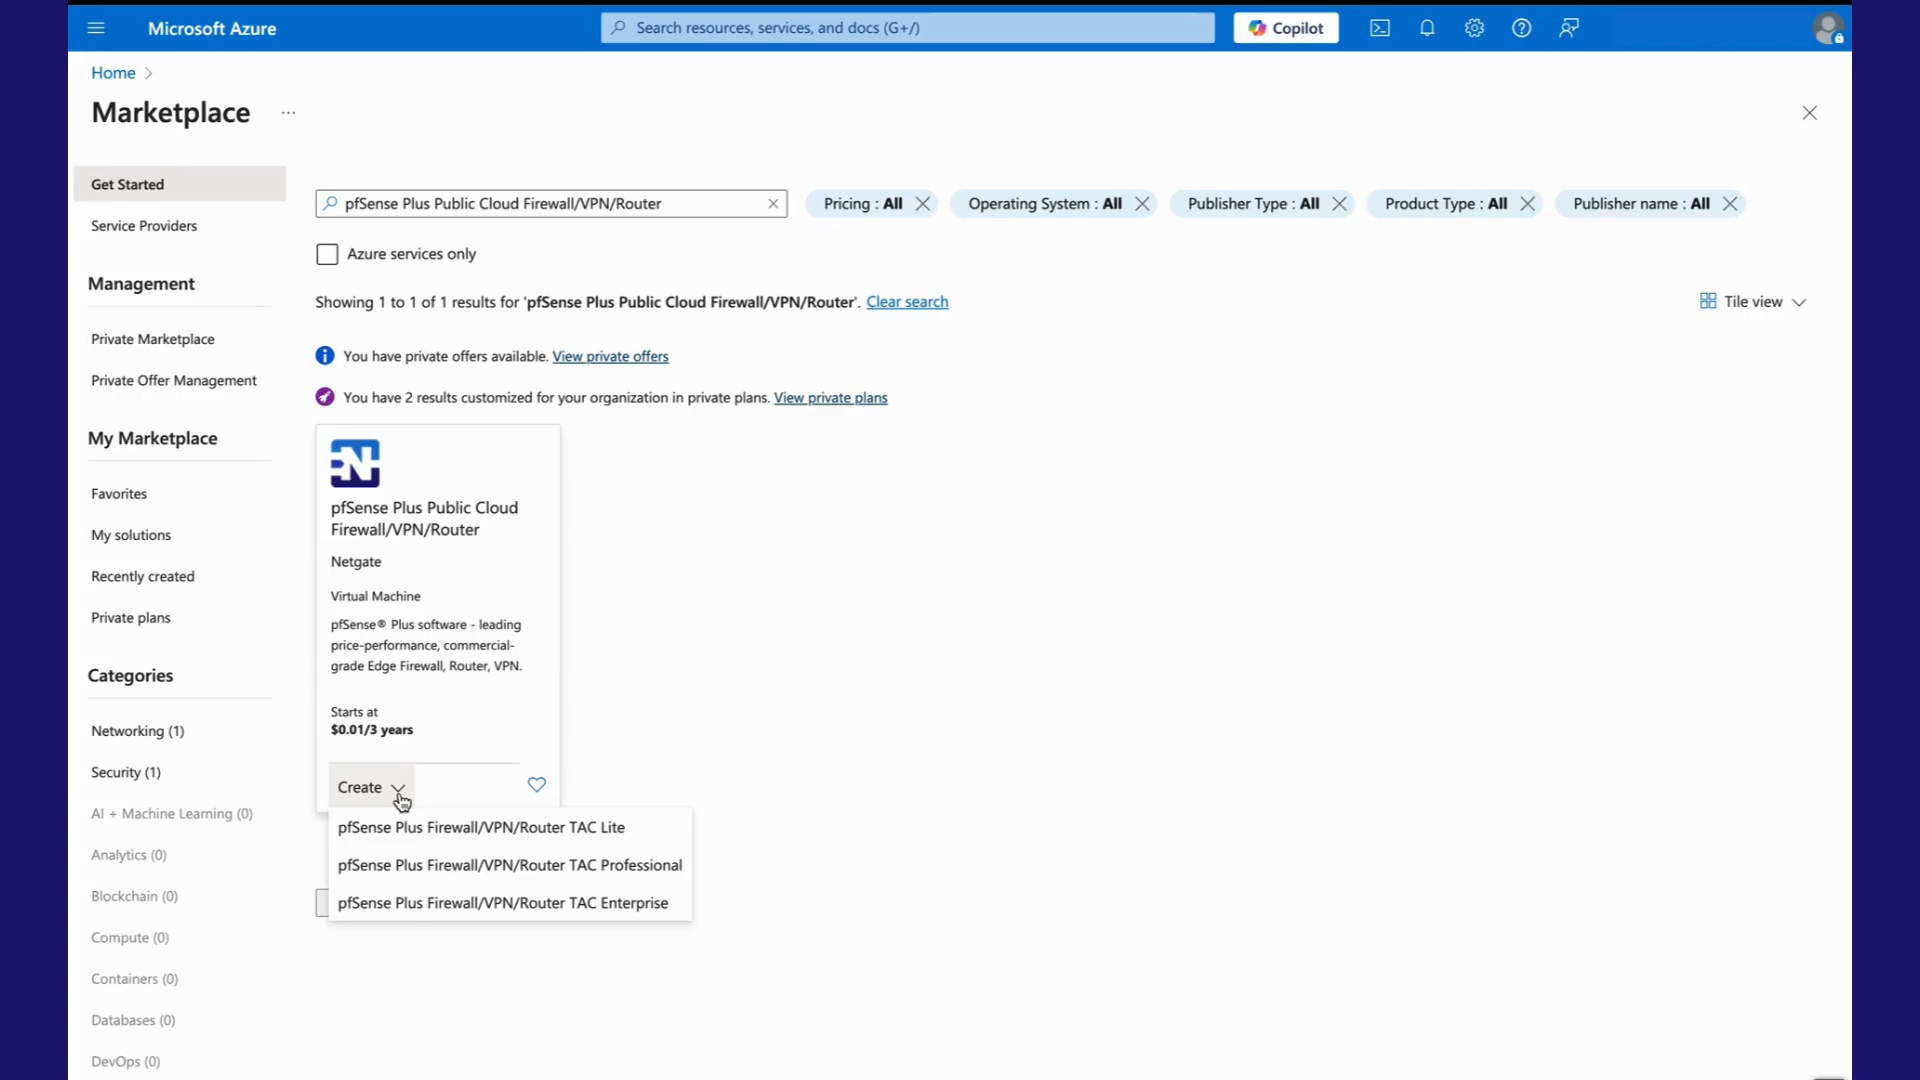 Microsoft Azure
Search resources, services, and docs (G+/)
Copilot
Home
Marketplace
Get Started
Service Providers
Management
Private Marketplace
Private Offer Management
My Marketplace
Favorites
My solutions
Recently created
Private plans
Categories
Networking (1)
Security (1)
AI + Machine Learning (0)
Analytics (0)
Blockchain (0)
Compute (0)
Containers (0)
Databases (0)
DevOps (0)
pfSense Plus Public Cloud Firewall/VPN/Router
Pricing : All
Operating System : All
Publisher Type : All
Product Type : All
Publisher name : All
Azure services only
Showing 1 to 1 of 1 results for 'pfSense Plus Public Cloud Firewall/VPN/Router'. Clear search
Tile view
You have private offers available. View private offers
You have 2 results customized for your organization in private plans. View private plans
pfSense Plus Public Cloud
Firewall/VPN/Router
Netgate
Virtual Machine
pfSense® Plus software - leading
price-performance, commercial-
grade Edge Firewall, Router, VPN.
Starts at
$0.01/3 years
Create
pfSense Plus Firewall/VPN/Router TAC Lite
pfSense Plus Firewall/VPN/Router TAC Professional
pfSense Plus Firewall/VPN/Router TAC Enterprise